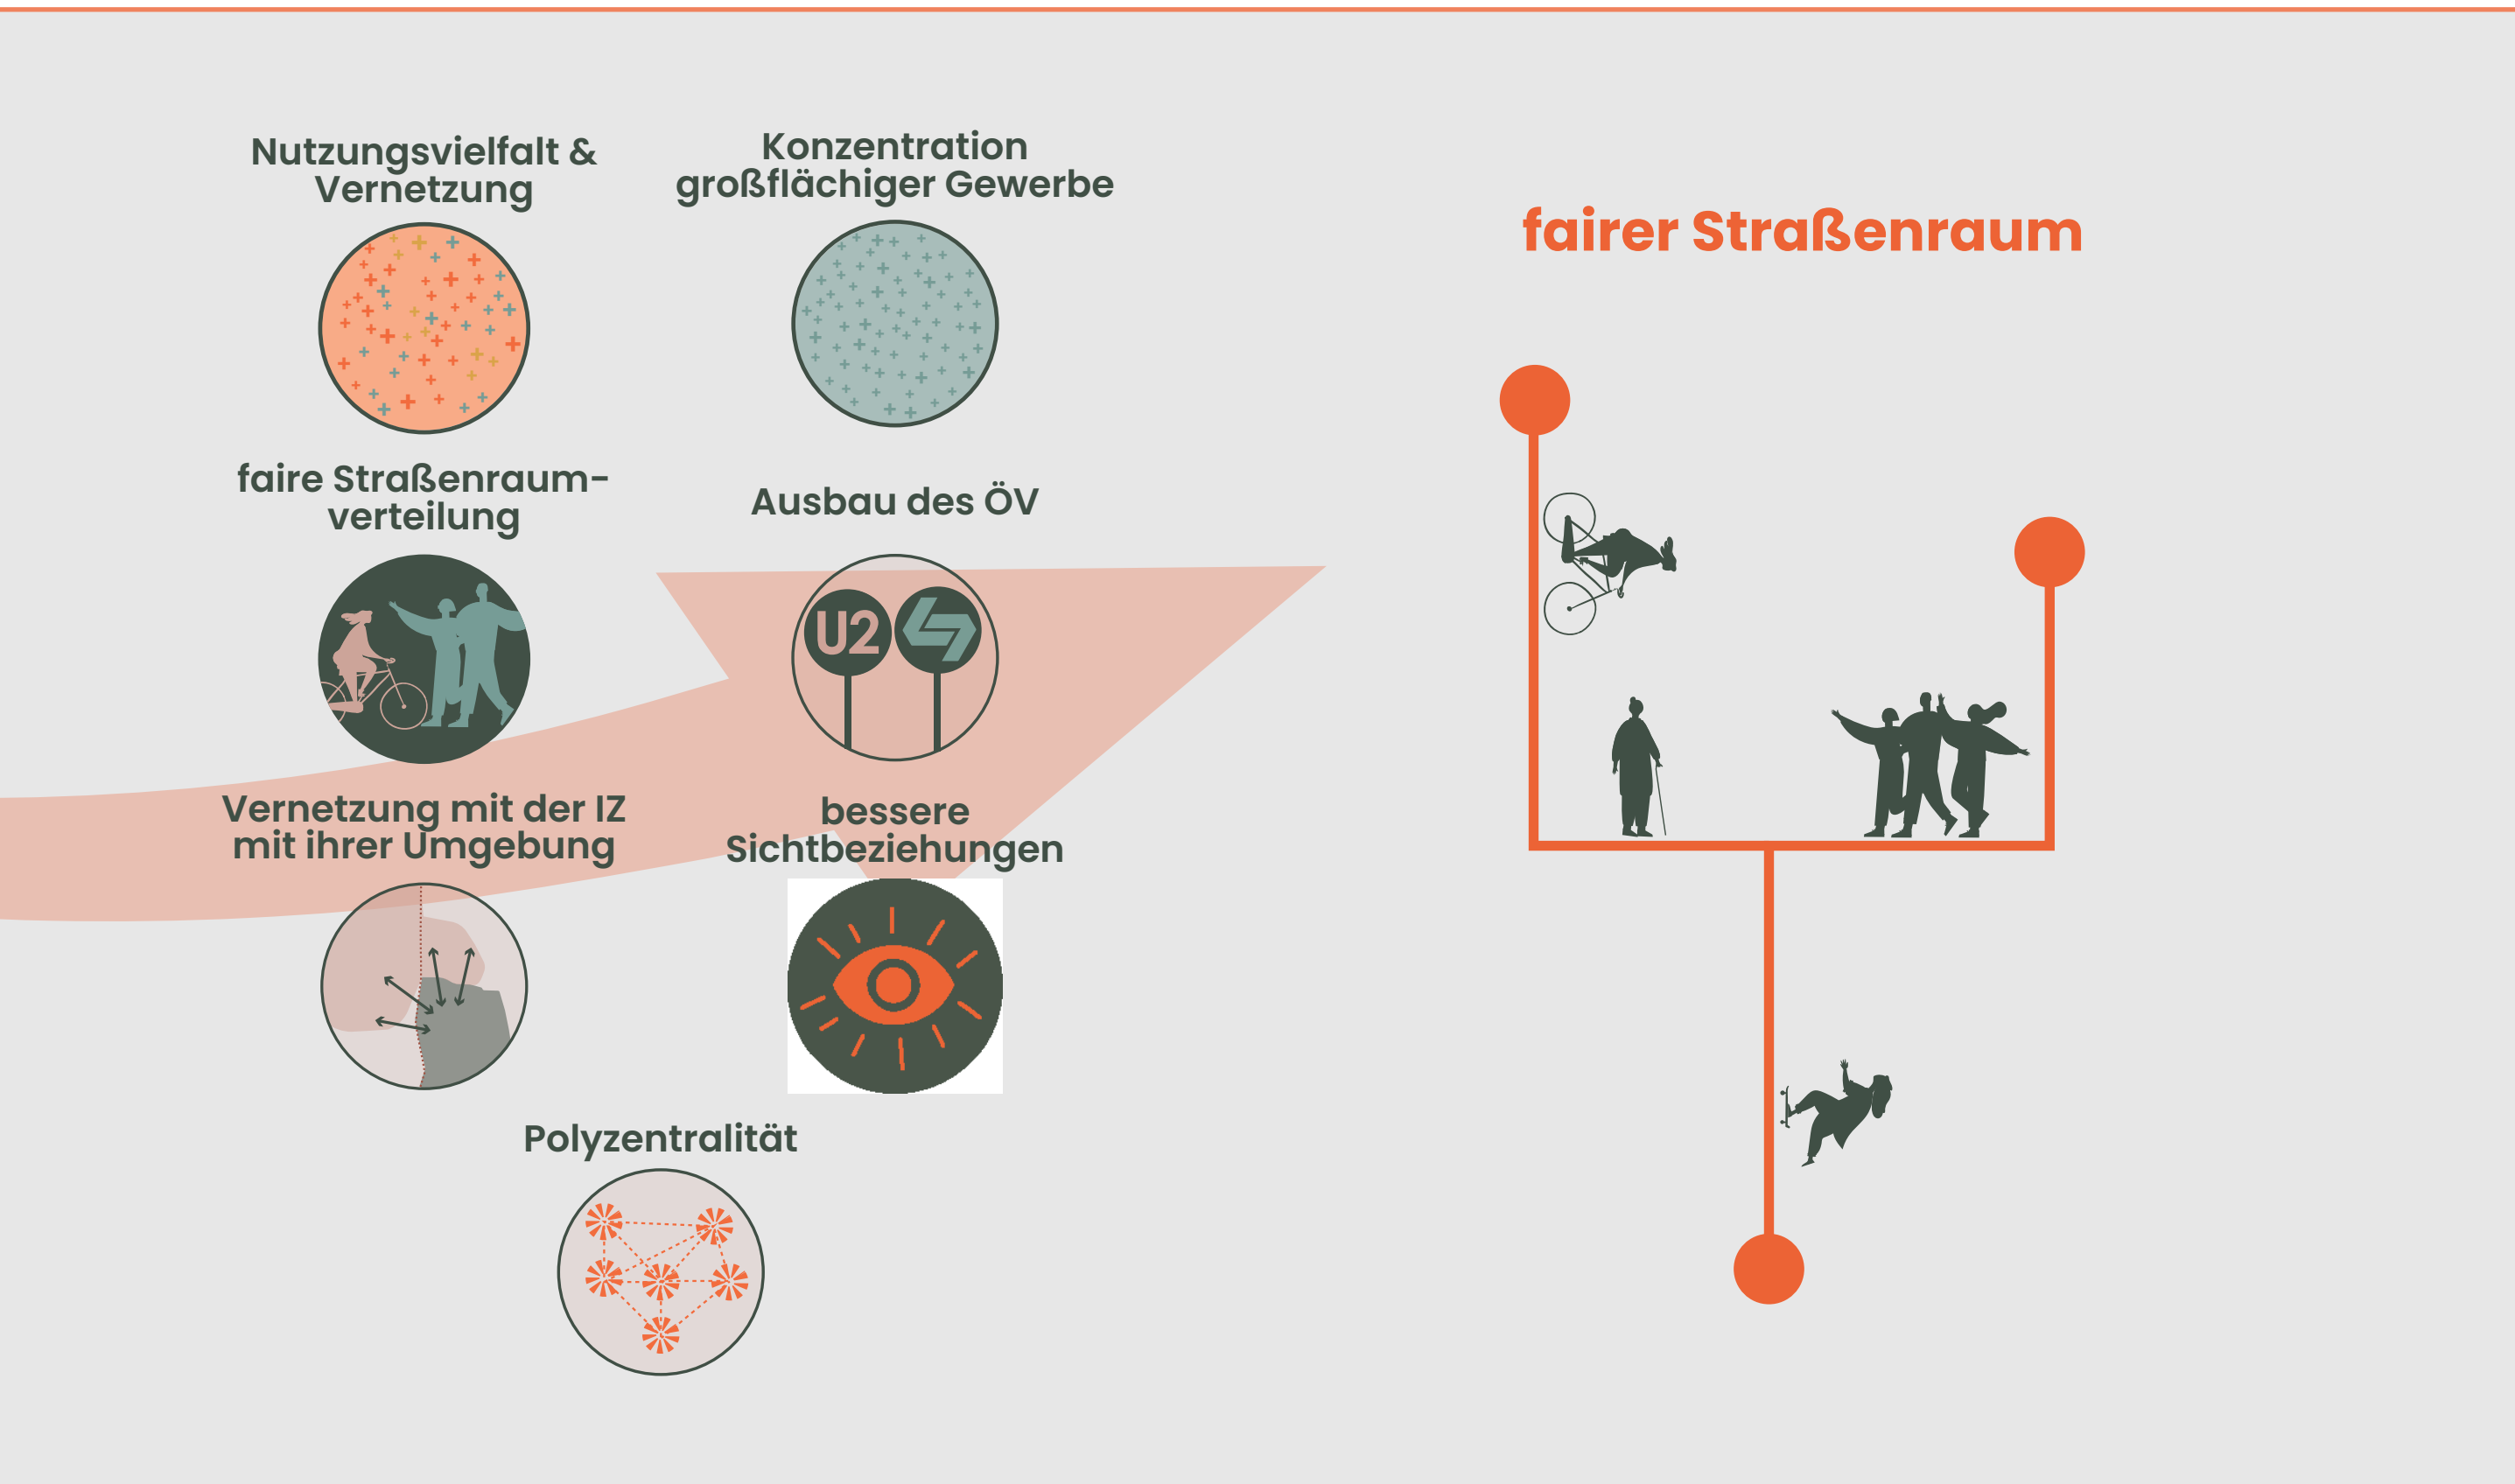 Nutzungsvielfalt &
Vernetzung
Konzentration
großflächiger Gewerbe
fairer Straßenraum
faire Straßenraum-
verteilung
Ausbau des ÖV
U2
Vernetzung mit der IZ
mit ihrer Umgebung
bessere
Sichtbeziehungen
Polyzentralität